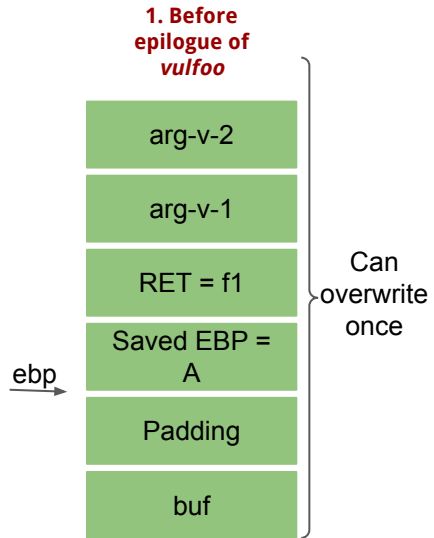 1. Before
epilogue of
vulfoo
arg-v-2
arg-v-1
RET = f1
Saved EBP =
A
ebp
Padding
buf
Can
overwrite
once